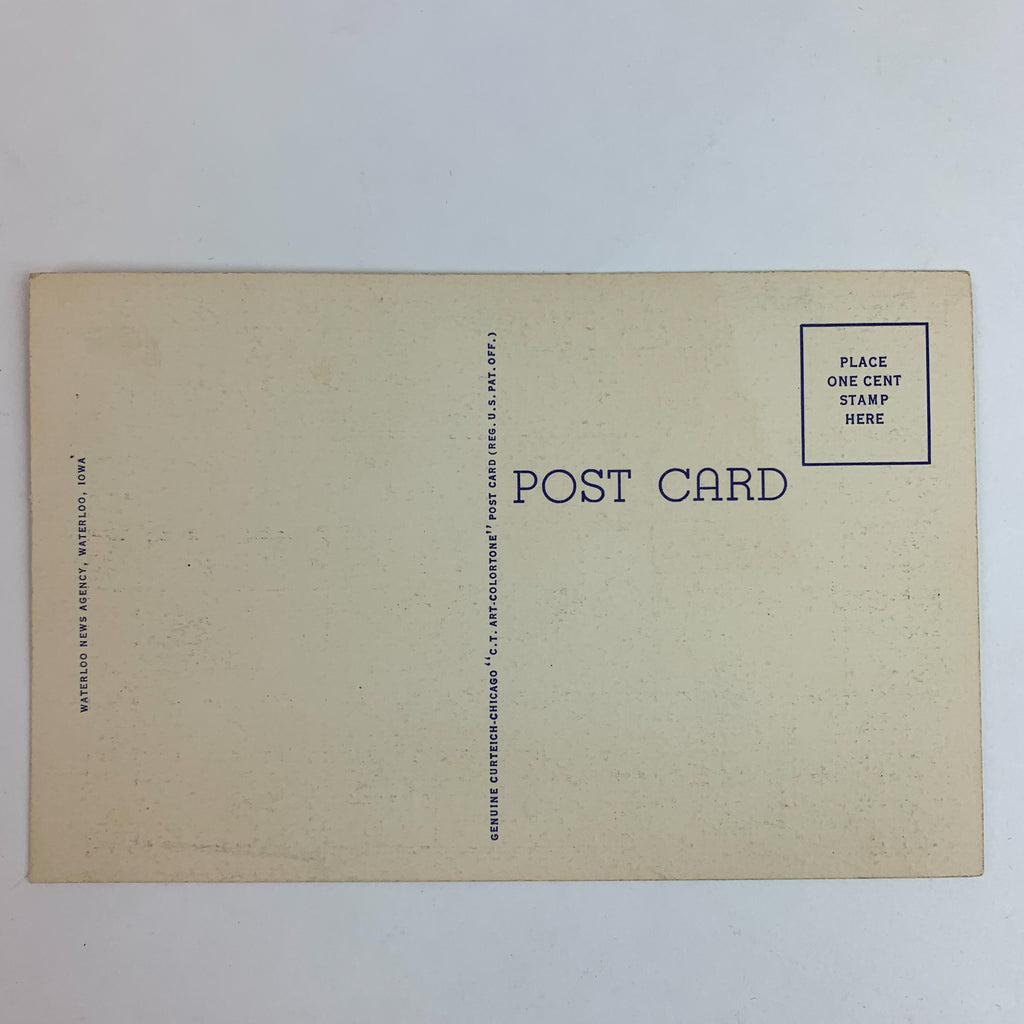 WATERLOO NEWS AGENCY, WATERLOO, IOWA
GENUINE CURTEICH-CHICAGO "C.T. ART-COLORTONE" POST CARD (REG. U.S. PAT. OFF.)
POST CARD
PLACE
ONE CENT
STAMP
HERE